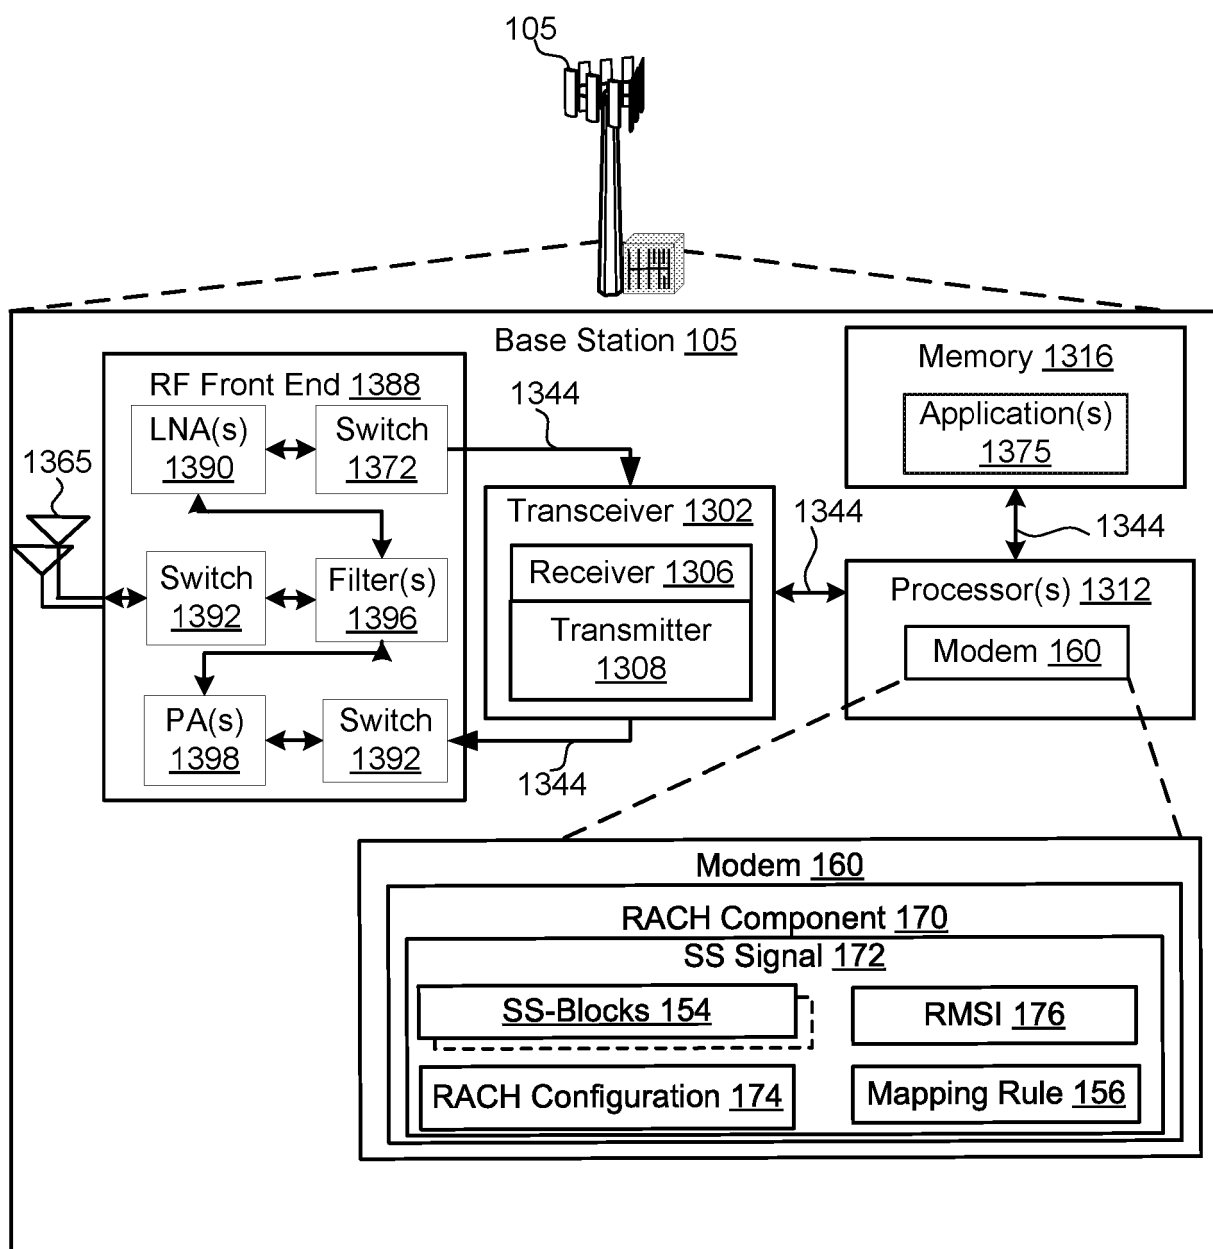 105
Base Station 105
RF Front End 1388
LNA(s)
1390
Switch
1372
1344
Memory 1316
Application(s)
1375
1365
Transceiver 1302
Receiver 1306
Transmitter
1308
1344
1344
Switch
1392
Filter(s)
1396
Processor(s) 1312
Modem 160
PA(s)
1398
Switch
1392
1344
Modem 160
RACH Component 170
SS Signal 172
SS-Blocks 154
RMSI 176
RACH Configuration 174
Mapping Rule 156